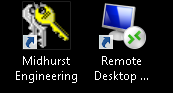 Midhurst
Engineering
Remote
Desktop ...